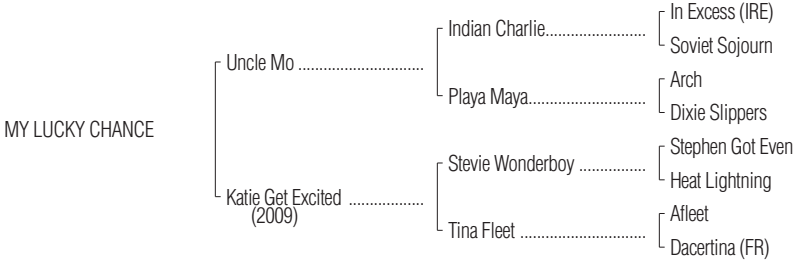 In Excess (IRE)
Indian Charlie.........................
Soviet Sojourn
Uncle Mo ..............................
Arch
Playa Maya.............................
Dixie Slippers
MY LUCKY CHANCE
Stephen Got Even
Stevie Wonderboy ................
Heat Lightning
Katie Get Excited ..................
(2009)
Afleet
Tina Fleet ..............................
Dacertina (FR)